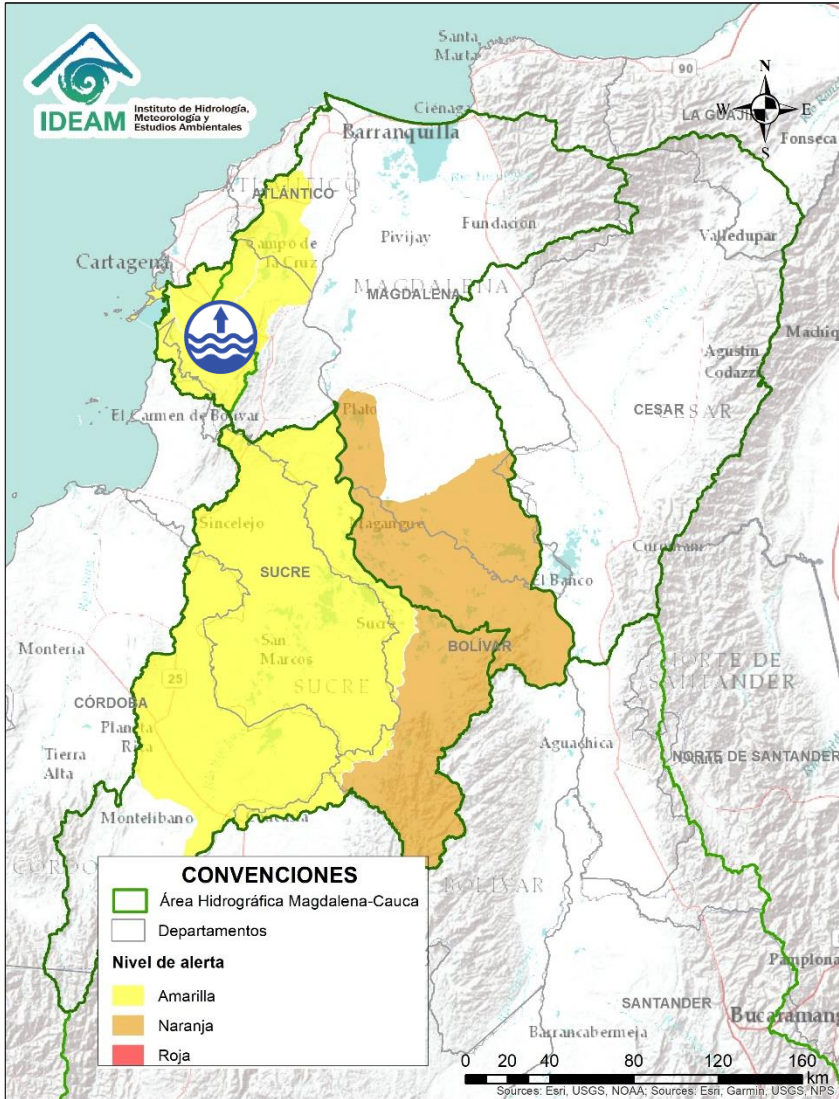 IDEAM
Instituto de Hidrología,
Meteorología y
Estudios Ambientales
Santa
Marta
90
N
W
E
S
Ciénaga
LA GUAJI
Barranquilla
Fonseca
ATLÁNTICO
Fundación
Pivijay
Valledupar
Campo de
la Cruz
Cartagena
MAGDALENA
MAGDALENA
Agustín
Codazzi
CESAR
CESAR
El Carmen de Bolívar
Plato
Sincelejo
Magangué
El Banco
SUCRE
Sucre
BOLÍVAR
Montería
San
Marcos
25
SUCRE
NORTE DE
SANTANDER
CÓRDOBA
Planeta
Rica
Tierra
Alta
Aguachica
NORTE DE SANTANDER
Montelíbano
BOLÍVAR
CONVENCIONES
Área Hidrográfica Magdalena-Cauca
Departamentos
Nivel de alerta
Amarilla
Naranja
Roja
Pamplona
SANTANDER
Bucaramang
Barrancabermeja
0 20 40 80 120 160
km
Sources: Esri, USGS, NOAA; Sources: Esri, Garmin, USGS, NPS